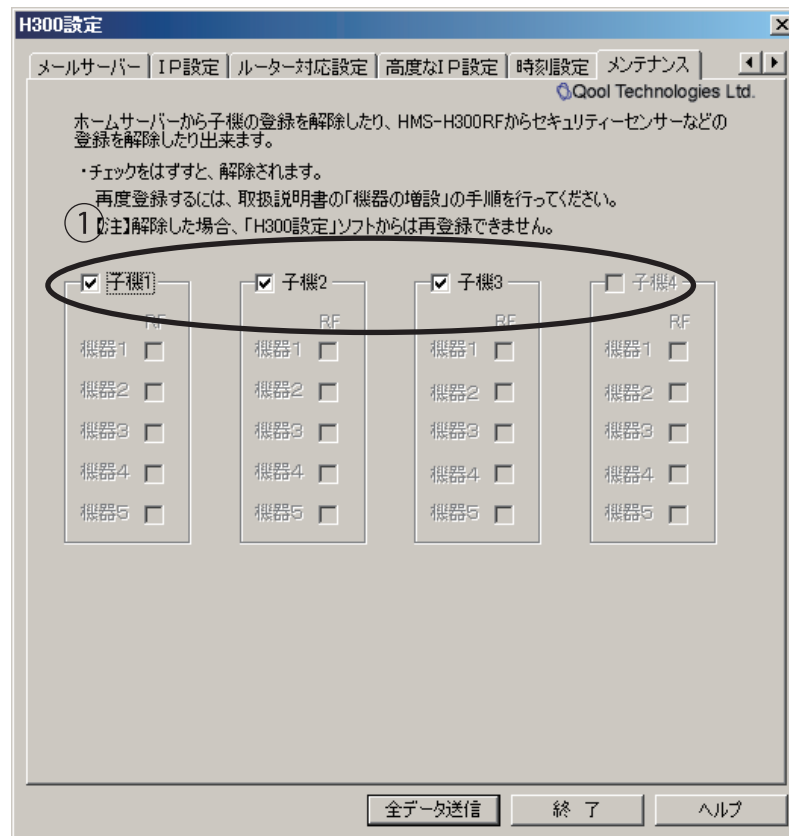 H300設定
メールサーバー IP設定 ルーター対応設定 高度なIP設定 時刻設定 メンテナンス
Qool Technologies Ltd.
ホームサーバーから子機の登録を解除したり、HMS-H300RFからセキュリティーセンサーなどの
登録を解除したり出来ます。
・チェックをはずすと、解除されます。
再度登録するには、取扱説明書の「機器の増設」の手順を行ってください。
①
注】解除した場合、「H300設定」ソフトからは再登録できません。
子機1 子機2 子機3 子機4
RF RF RF RF
機器1 機器1 機器1 機器1
機器2 機器2 機器2 機器2
機器3 機器3 機器3 機器3
機器4 機器4 機器4 機器4
機器5 機器5 機器5 機器5
全データ送信 終 了 ヘルプ